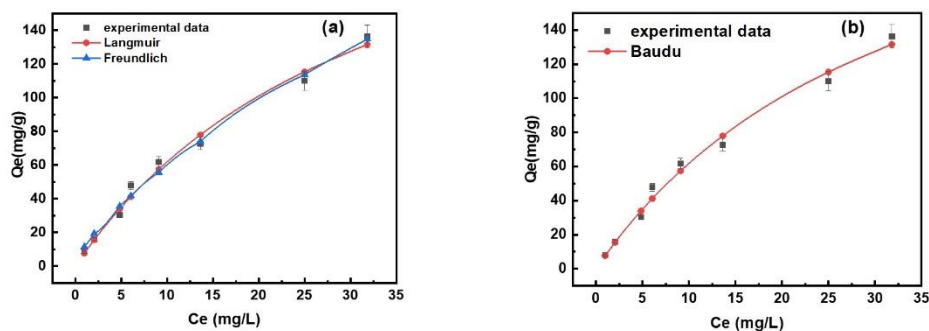 (a)
experimental data
Langmuir
Freundlich
140
120
100
80
60
40
20
0
Qe(mg/g)
0 5 10 15 20 25 30 35
Ce (mg/L)
(b)
experimental data
Baudu
140
120
100
80
60
40
20
0
Qe(mg/g)
0 5 10 15 20 25 30 35
Ce (mg/L)